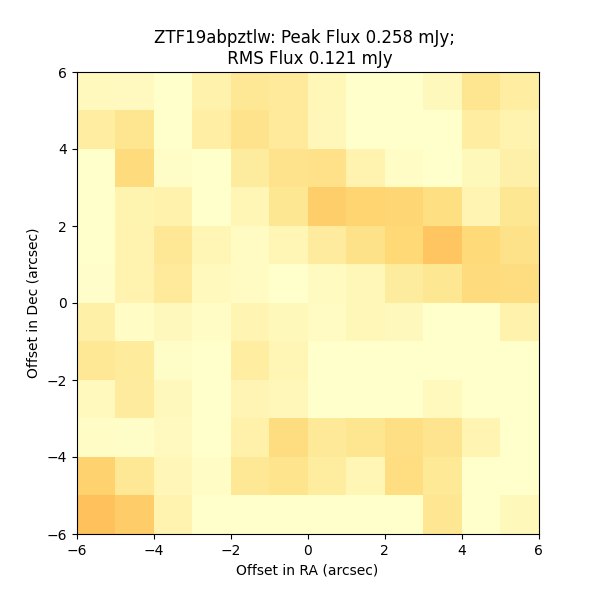 ZTF19abpztlw: Peak Flux 0.258 mJy;
RMS Flux 0.121 mJy
6
4
2
0
−2
−4
−6
Offset in Dec (arcsec)
−6 −4 −2 0 2 4 6
Offset in RA (arcsec)